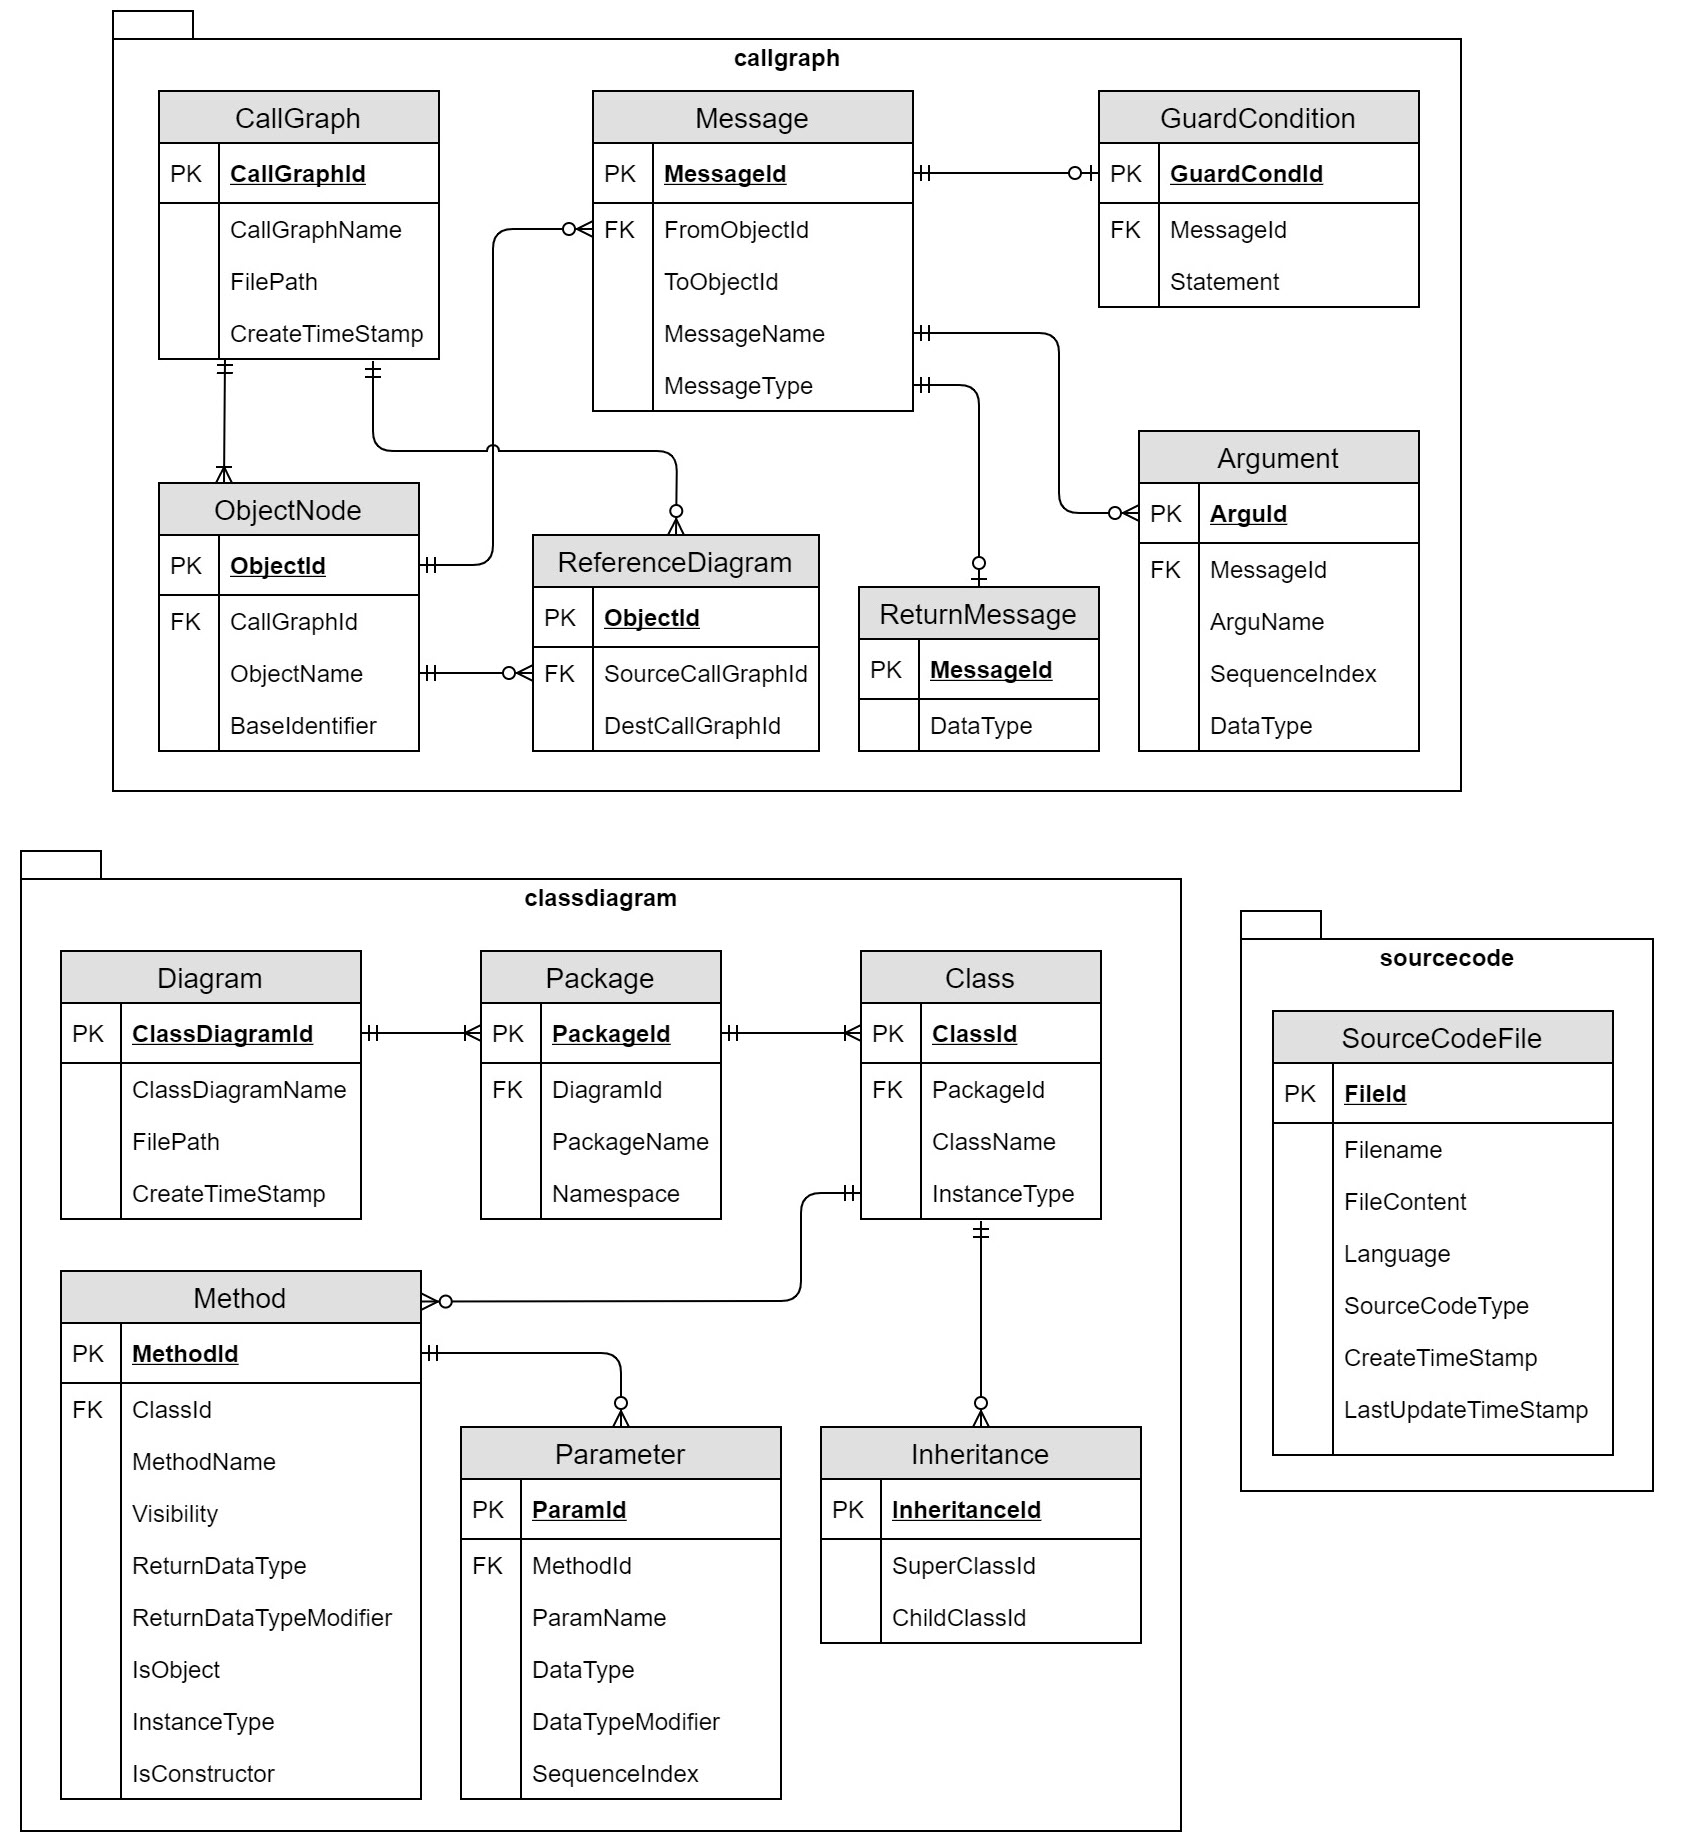 callgraph
CallGraph
PK CallGraphId
CallGraphName
FilePath
CreateTimeStamp
Message
PK MessageId
FK FromObjectId
ToObjectId
MessageName
MessageType
GuardCondition
PK GuardCondId
FK MessageId
Statement
ObjectNode
PK ObjectId
FK CallGraphId
ObjectName
BaseIdentifier
ReferenceDiagram
PK ObjectId
FK SourceCallGraphId
DestCallGraphId
ReturnMessage
PK MessageId
DataType
Argument
PK ArguId
FK MessageId
ArguName
SequenceIndex
DataType
classdiagram
Diagram
PK ClassDiagramId
ClassDiagramName
FilePath
CreateTimeStamp
Package
PK PackageId
FK DiagramId
PackageName
Namespace
Class
PK ClassId
FK PackageId
ClassName
InstanceType
Method
PK MethodId
FK ClassId
MethodName
Visibility
ReturnDataType
ReturnDataTypeModifier
IsObject
InstanceType
IsConstructor
Parameter
PK ParamId
FK MethodId
ParamName
DataType
DataTypeModifier
SequenceIndex
Inheritance
PK InheritanceId
SuperClassId
ChildClassId
sourcecode
SourceCodeFile
PK FileId
Filename
FileContent
Language
SourceCodeType
CreateTimeStamp
LastUpdateTimeStamp